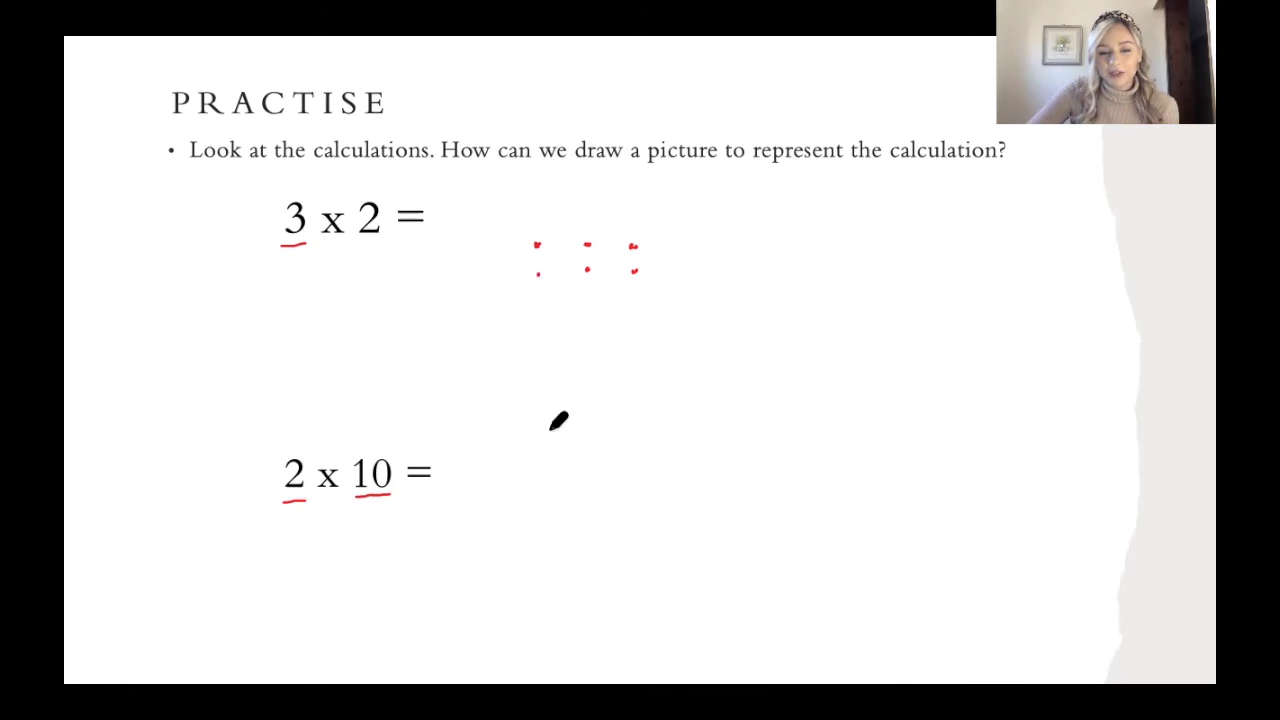 PRACTISE
• Look at the calculations. How can we draw a picture to represent the calculation?
3 x 2 =
2 x 10 =